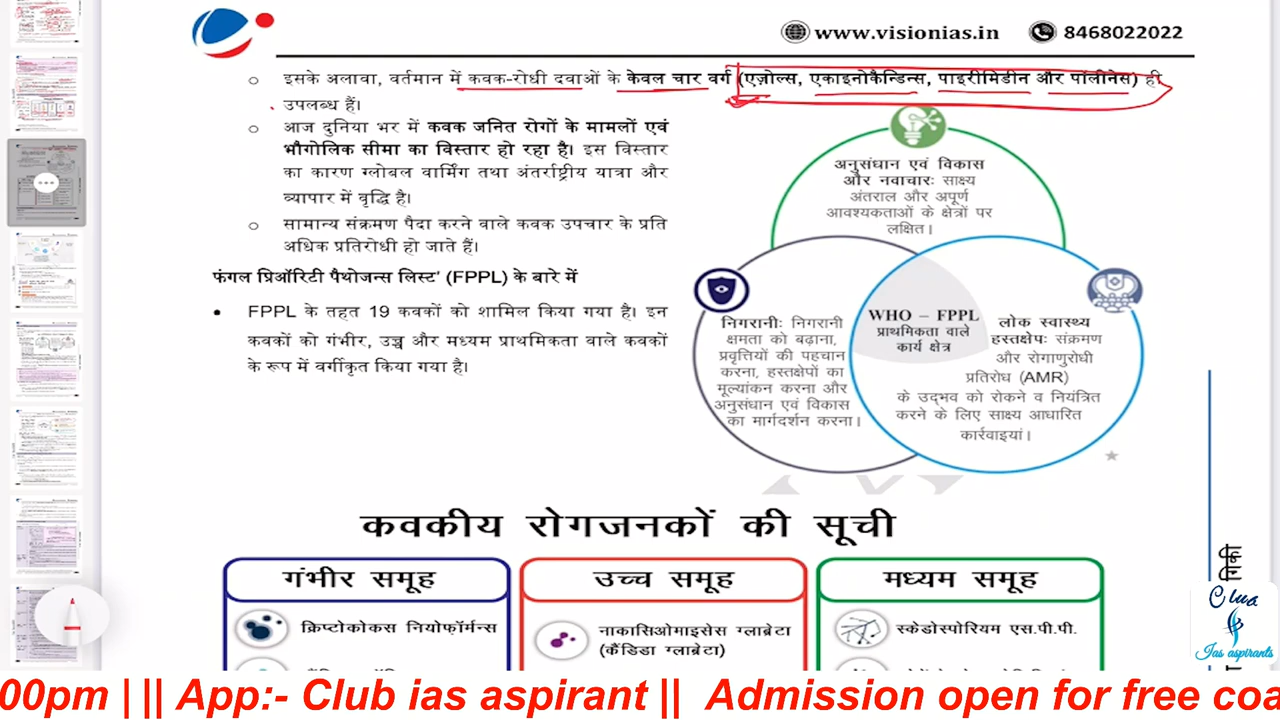 www.visionias.in 8468022022
इसके अलावा, वर्तमान में दवाओं के केवल चार वर्ग (एज़ोल्स, एकाइनोकैन्डिन्स, पाइरीमिडीन और पॉलीनेस) ही
उपलब्ध हैं।
आज दुनिया भर में कवक जनित रोगों के मामलों एवं
भौगोलिक सीमा का विस्तार हो रहा है। इस विस्तार
का कारण ग्लोबल वार्मिंग तथा अंतर्राष्ट्रीय यात्रा और
व्यापार में वृद्धि है।
सामान्य संक्रमण पैदा करने वाले कवक उपचार के प्रति
अधिक प्रतिरोधी हो जाते हैं।
फंगल प्रिऑरिटी पैथोजन्स लिस्ट' (FPPL) के बारे में
FPPL के तहत 19 कवकों को शामिल किया गया है। इन
कवकों को गंभीर, उच्च और मध्यम प्राथमिकता वाले कवकों
के रूप में वर्गीकृत किया गया है।
अनुसंधान एवं विकास
और नवाचारः साक्ष्य
अंतराल और अपूर्ण
आवश्यकताओं के क्षेत्रों पर
लक्षित।
निगरानीः निगरानी
क्षमता को बढ़ाना,
प्रवृत्तियों की पहचान
करना, हस्तक्षेपों का
मूल्यांकन करना और
अनुसंधान एवं विकास
का मार्गदर्शन करना।
WHO – FPPL
प्राथमिकता वाले
कार्य क्षेत्र
लोक स्वास्थ्य
हस्तक्षेपः संक्रमण
और रोगाणुरोधी
प्रतिरोध (AMR)
के उद्भव को रोकने व नियंत्रित
करने के लिए साक्ष्य आधारित
कार्रवाइयां।
कवकीय रोगजनकों की सूची
गंभीर समूह
उच्च समूह
मध्यम समूह
क्रिप्टोकोकस नियोफॉर्मन्स
नाकासिओमाइसेस ग्लाब्रेटा
(कैंडिडा ग्लाब्रेटा)
स्केडोस्पोरियम एस.पी.पी.
Club
Ias aspirants
00pm | || App:- Club ias aspirant || Admission open for free coa